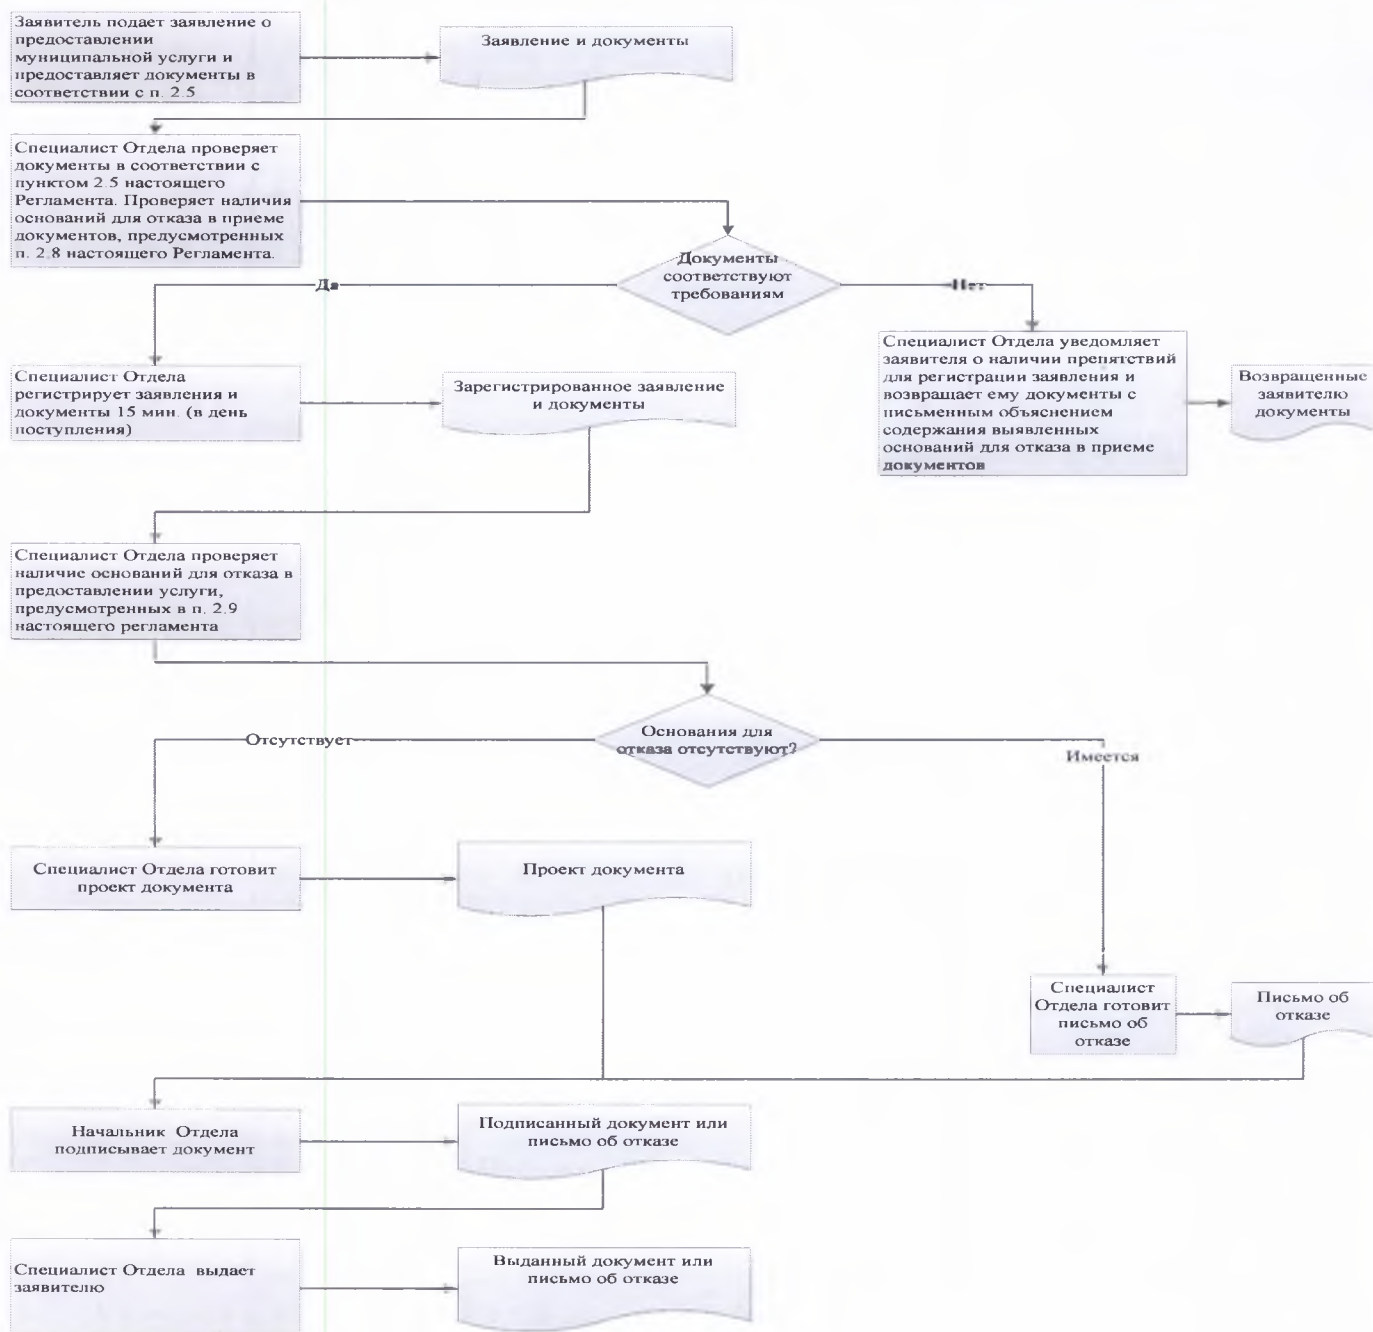 Заявитель подает заявление о
предоставлении
муниципальной услуги и
предоставляет документы в
соответствии с п. 2.5
Заявление и документы
Специалист Отдела проверяет
документы в соответствии с
пунктом 2.5 настоящего
Регламента. Проверяет наличия
оснований для отказа в приеме
документов, предусмотренных
п. 2.8 настоящего Регламента.
Документы
соответствуют
требованиям
Да
Нет
Специалист Отдела
регистрирует заявления и
документы 15 мин. (в день
поступления)
Зарегистрированное заявление
и документы
Специалист Отдела уведомляет
заявителя о наличии препятствий
для регистрации заявления и
возвращает ему документы с
письменным объяснением
содержания выявленных
оснований для отказа в приеме
документов
Возвращенные
заявителю
документы
Специалист Отдела проверяет
наличие оснований для отказа в
предоставлении услуги,
предусмотренных в п. 2.9
настоящего регламента
Основания для
отказа отсутствуют?
Отсутствует
Имеется
Специалист Отдела готовит
проект документа
Проект документа
Специалист
Отдела готовит
письмо об
отказе
Письмо об
отказе
Начальник Отдела
подписывает документ
Подписанный документ или
письмо об отказе
Специалист Отдела выдает
заявителю
Выданный документ или
письмо об отказе